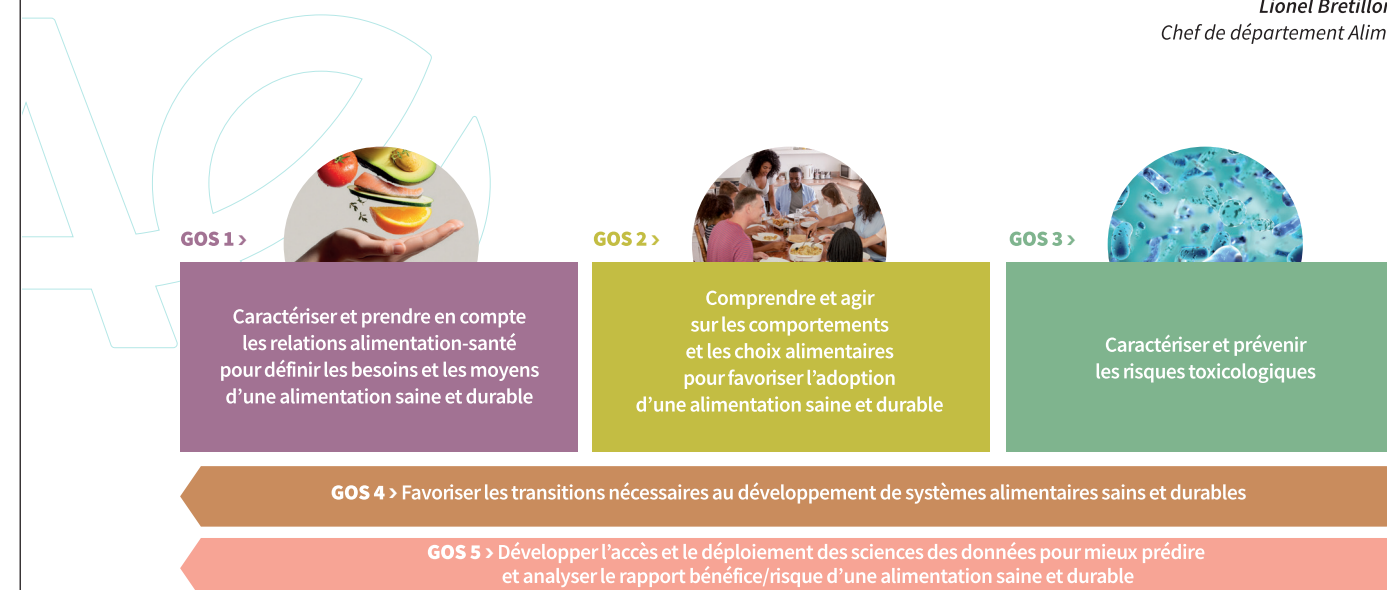 Lionel Bretillon
Chef de département Alim
GOS 1 >
Caractériser et prendre en compte
les relations alimentation-santé
pour définir les besoins et les moyens
d'une alimentation saine et durable
GOS 2 >
Comprendre et agir
sur les comportements
et les choix alimentaires
pour favoriser l'adoption
d'une alimentation saine et durable
GOS 3 >
Caractériser et prévenir
les risques toxicologiques
GOS 4 > Favoriser les transitions nécessaires au développement de systèmes alimentaires sains et durables
GOS 5 > Développer l'accès et le déploiement des sciences des données pour mieux prédire
et analyser le rapport bénéfice/risque d'une alimentation saine et durable